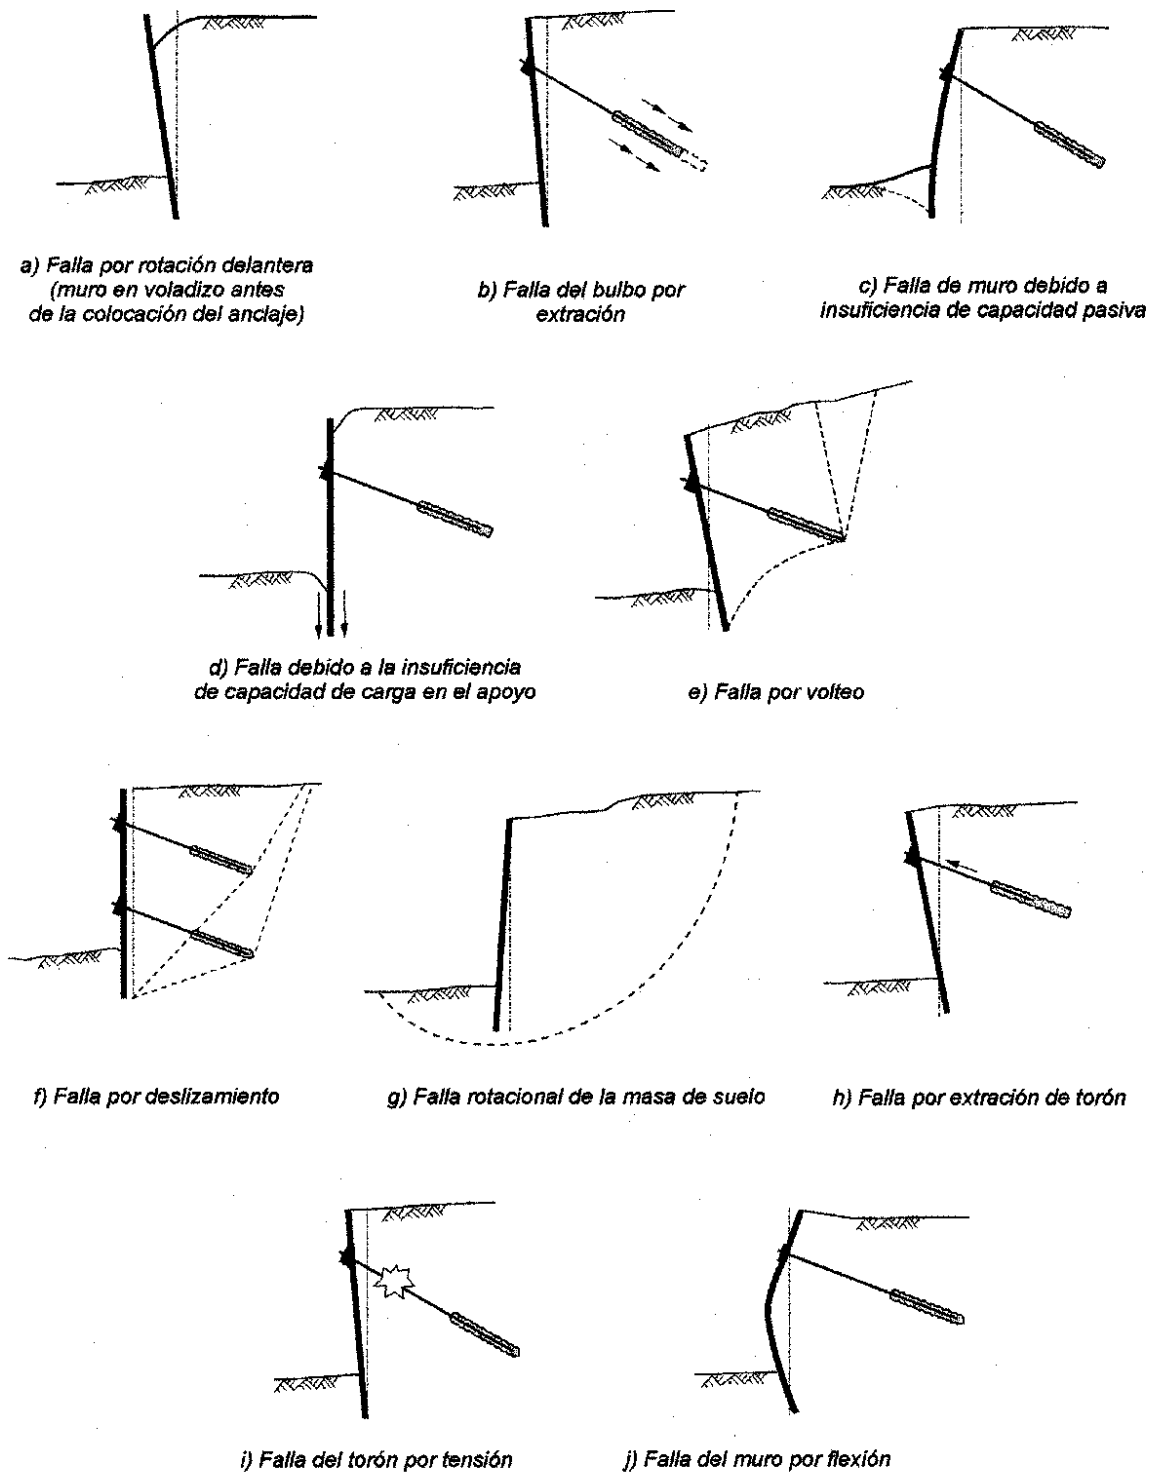 a) Falla por rotación delantera
(muro en voladizo antes
de la colocación del anclaje)
b) Falla del bulbo por
extración
c) Falla de muro debido a
insuficiencia de capacidad pasiva
d) Falla debido a la insuficiencia
de capacidad de carga en el apoyo
e) Falla por volteo
f) Falla por deslizamiento
g) Falla rotacional de la masa de suelo
h) Falla por extración de torón
i) Falla del torón por tensión
j) Falla del muro por flexión